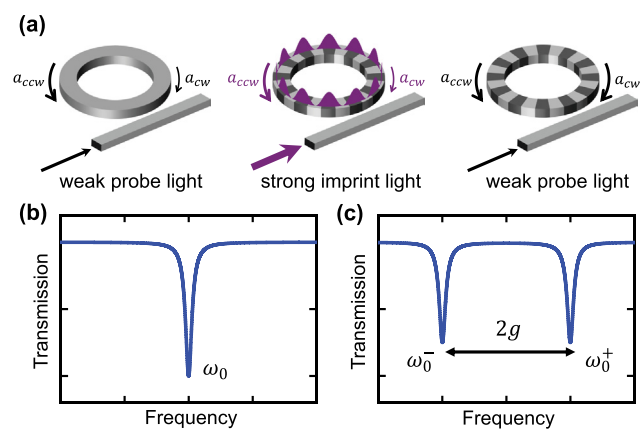 (a)
a_ccw a_cw a_ccw a_cw a_ccw a_cw
weak probe light strong imprint light weak probe light
(b)
Transmission
ω₀
Frequency
(c)
Transmission
2g
ω₀⁻ ω₀⁺
Frequency